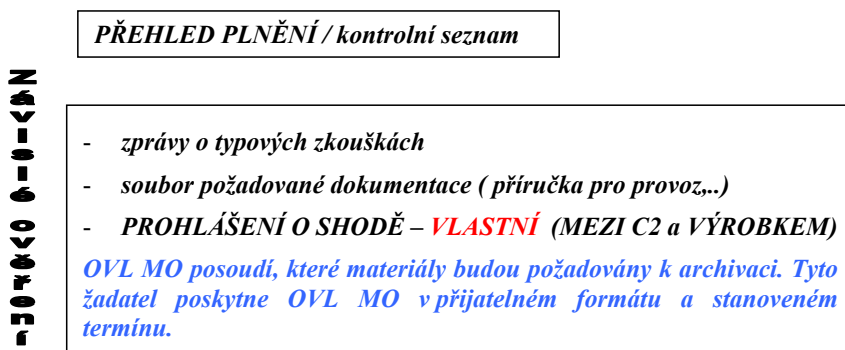 PŘEHLED PLNĚNÍ / kontrolní seznam
Závislé ověření
- zprávy o typových zkouškách
- soubor požadované dokumentace ( příručka pro provoz,..)
- PROHLÁŠENÍ O SHODĚ – VLASTNÍ (MEZI C2 a VÝROBKEM)
OVL MO posoudí, které materiály budou požadovány k archivaci. Tyto
žadatel poskytne OVL MO v přijatelném formátu a stanoveném
termínu.